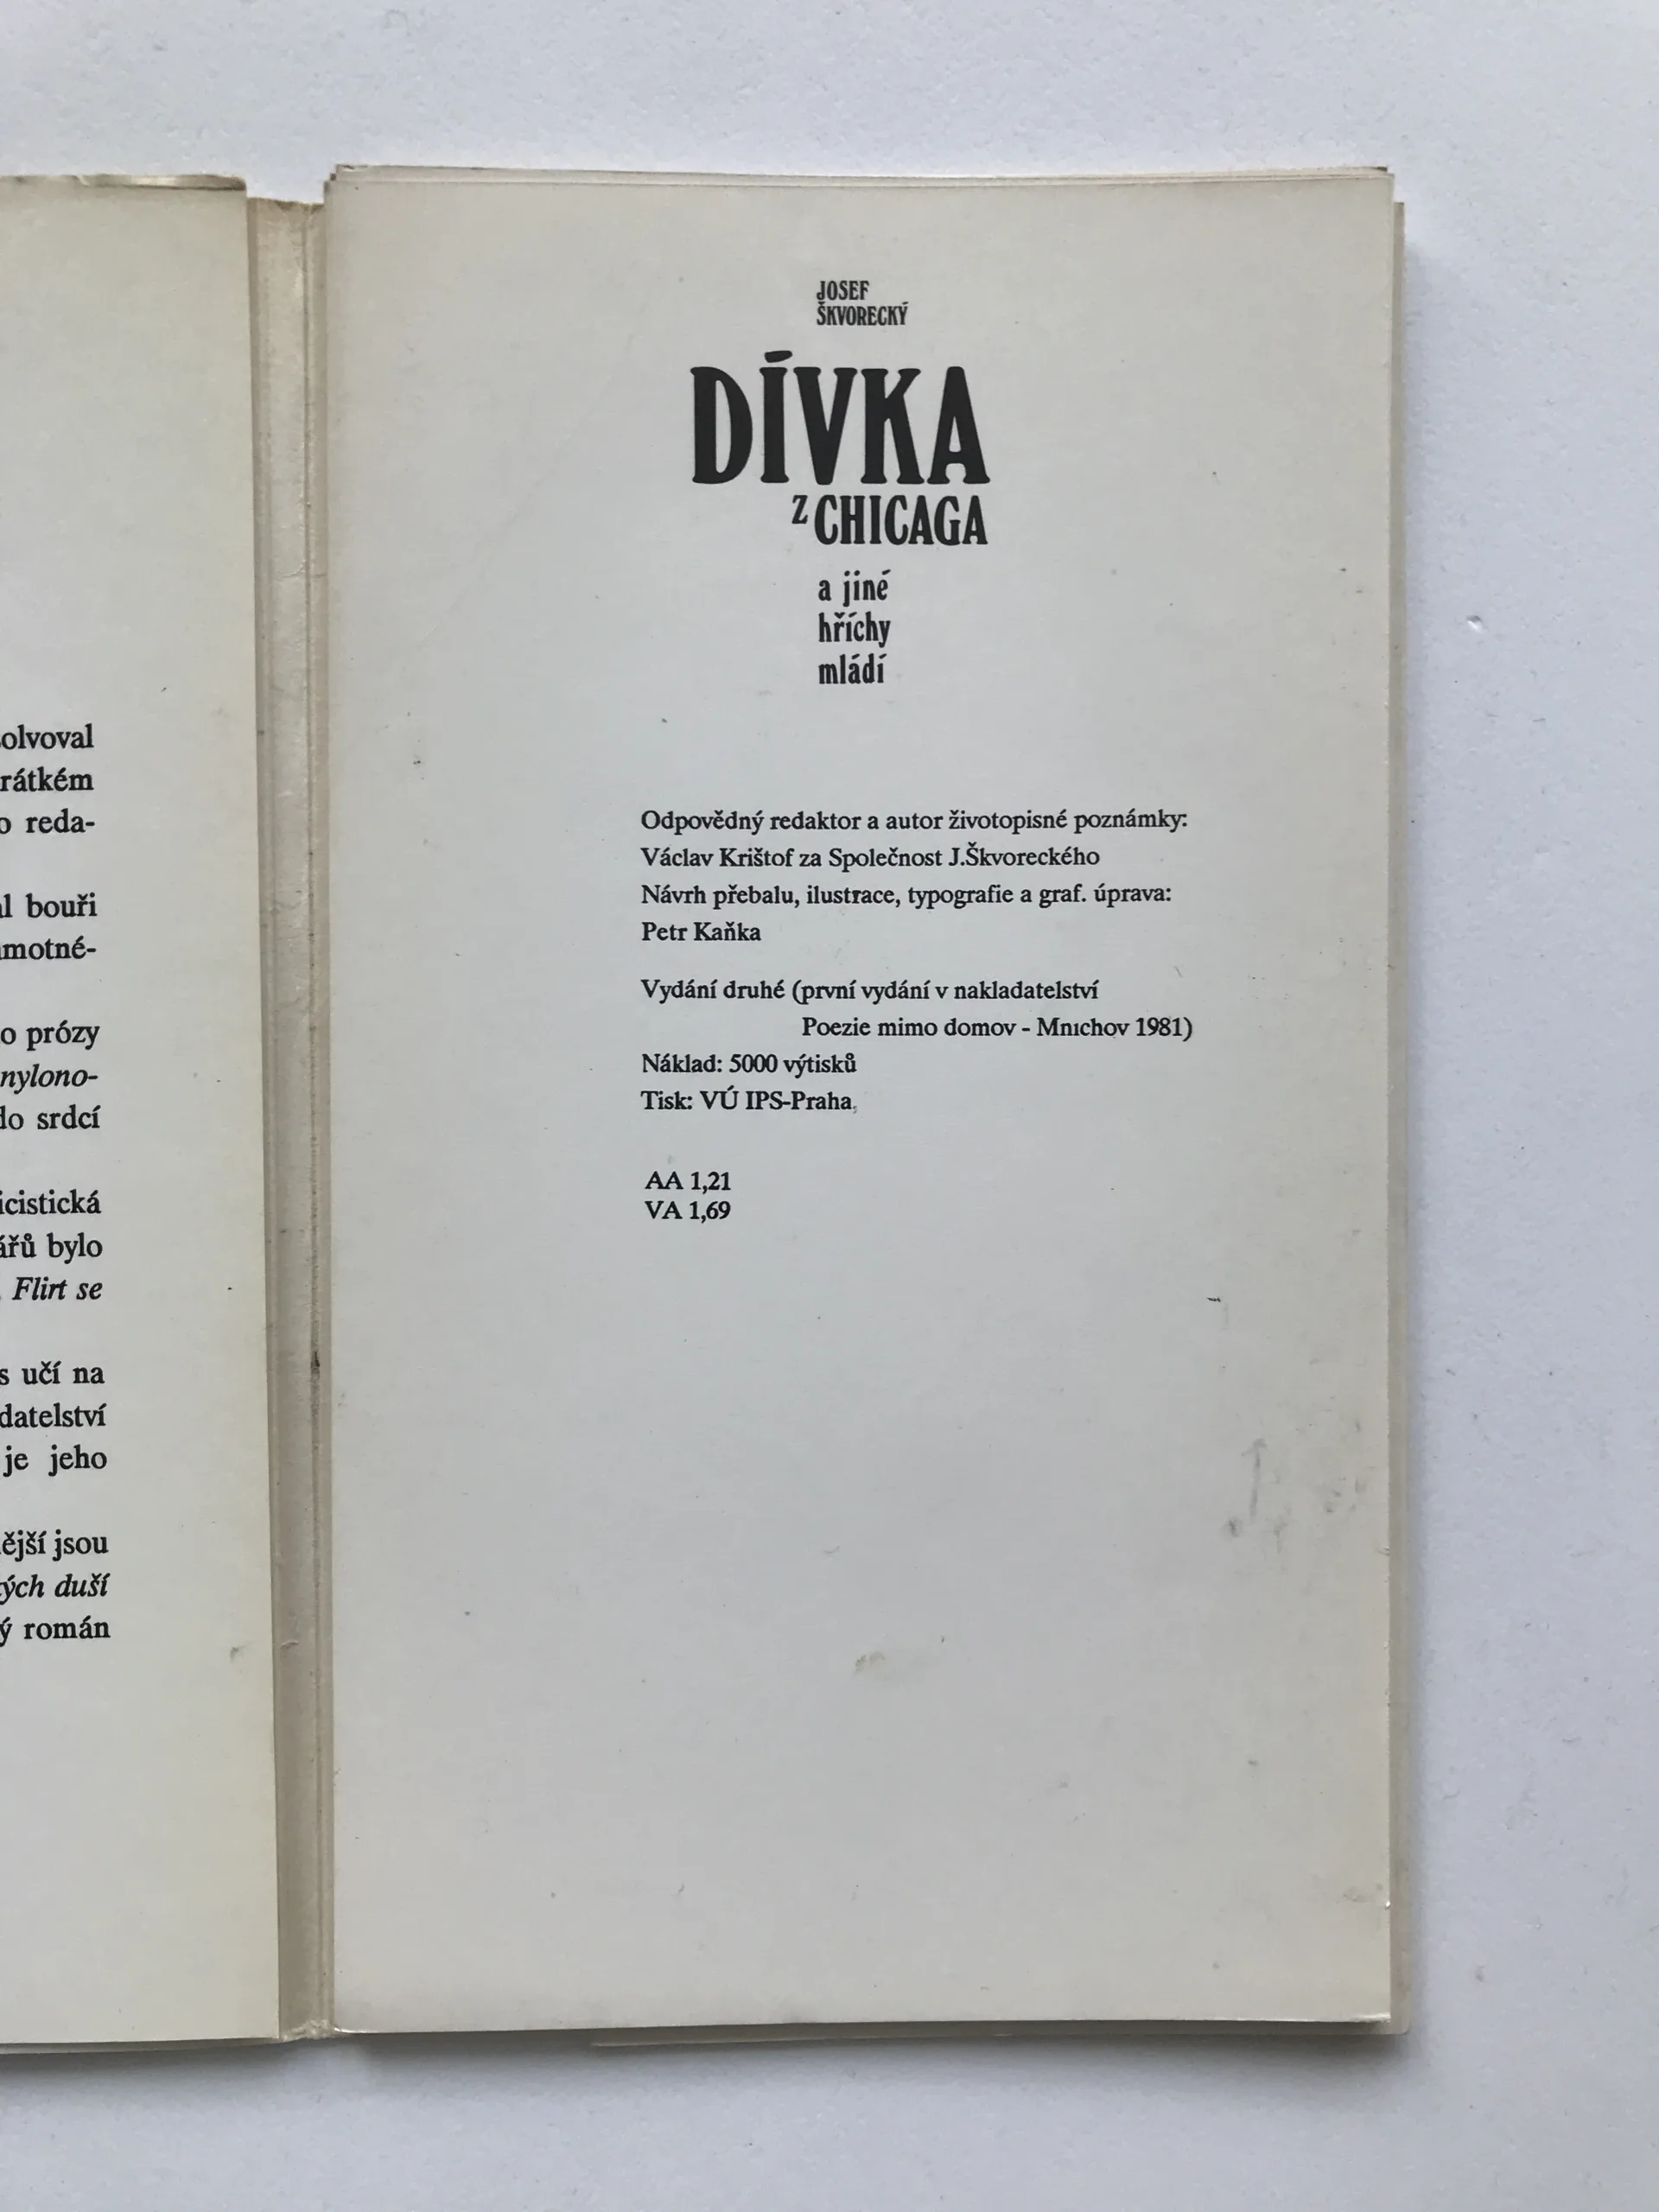 olvoval
rátkém
o reda-
l bouři
motné-
o prózy
nylono-
do srdcí
icistická
ářů bylo
Flirt se
s učí na
datelství
je jeho
ější jsou
ých duší
ý román
JOSEF
ŠKVORECKÝ
DÍVKA
Z CHICAGA
a jiné
hříchy
mládí
Odpovědný redaktor a autor životopisné poznámky:
Václav Krištof za Společnost J.Škvoreckého
Návrh přebalu, ilustrace, typografie a graf. úprava:
Petr Kaňka
Vydání druhé (první vydání v nakladatelství
Poezie mimo domov - Mnichov 1981)
Náklad: 5000 výtisků
Tisk: VÚ IPS-Praha
AA 1,21
VA 1,69